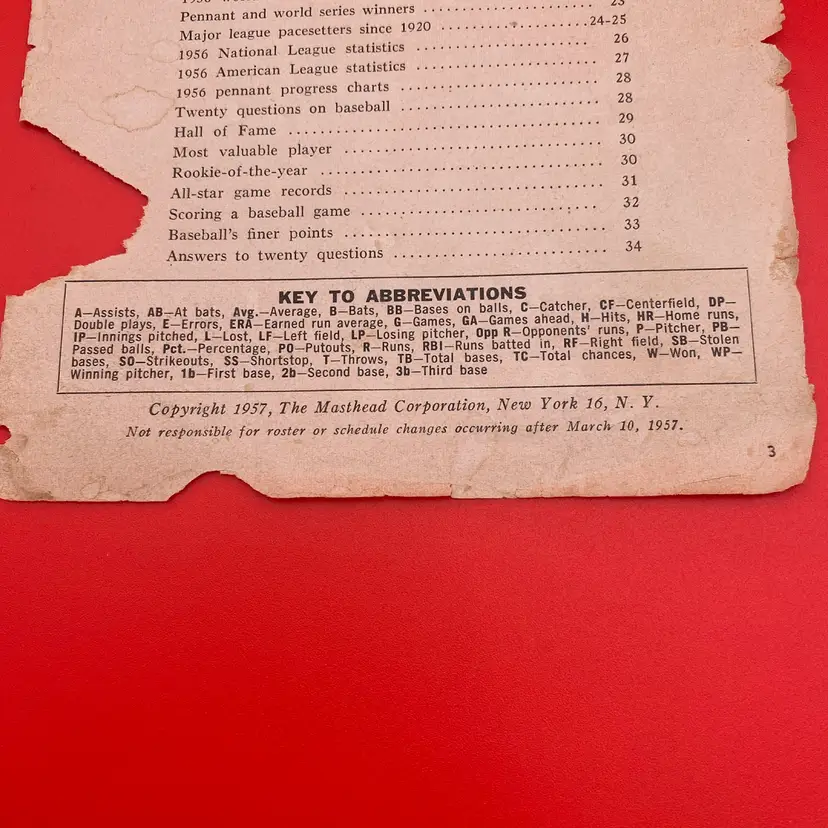 Pennant and world series winners .................... 23
Major league pacesetters since 1920 ..................24-25
1956 National League statistics .................... 26
1956 American League statistics .................... 27
1956 pennant progress charts .................... 28
Twenty questions on baseball .................... 28
Hall of Fame .................... 29
Most valuable player .................... 30
Rookie-of-the-year .................... 30
All-star game records .................... 31
Scoring a baseball game .................... 32
Baseball's finer points .................... 33
Answers to twenty questions .................... 34
KEY TO ABBREVIATIONS
A—Assists, AB—At bats, Avg.—Average, B—Bats, BB—Bases on balls, C—Catcher, CF—Centerfield, DP—
Double plays, E—Errors, ERA—Earned run average, G—Games, GA—Games ahead, H—Hits, HR—Home runs,
IP—Innings pitched, L—Lost, LF—Left field, LP—Losing pitcher, Opp R—Opponents' runs, P—Pitcher, PB—
Passed balls, Pct.—Percentage, PO—Putouts, R—Runs, RBI—Runs batted in, RF—Right field, SB—Stolen
bases, SO—Strikeouts, SS—Shortstop, T—Throws, TB—Total bases, TC—Total chances, W—Won, WP—
Winning pitcher, 1b—First base, 2b—Second base, 3b—Third base
Copyright 1957, The Masthead Corporation, New York 16, N. Y.
Not responsible for roster or schedule changes occurring after March 10, 1957.
3